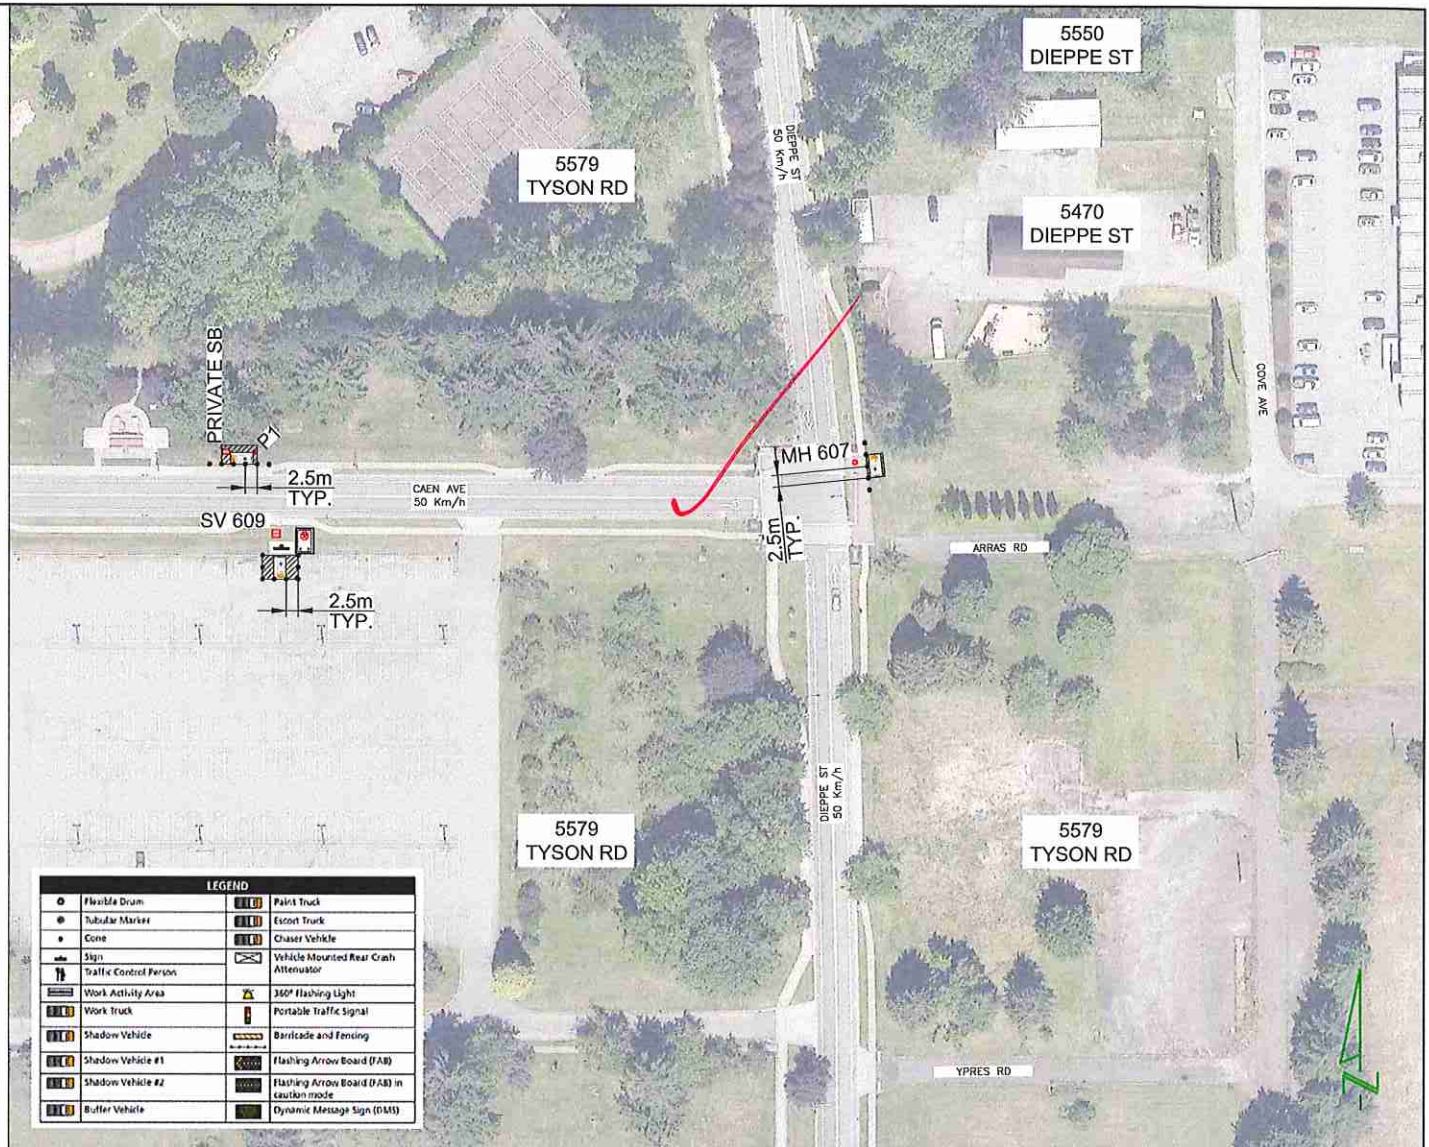 5550
DIEPPE ST
DIEPPE ST
50 Km/h
5579
TYSON RD
5470
DIEPPE ST
COVE AVE
PRIVATE SB
P1
MH 607
2.5m
TYP.
CAEN AVE
50 Km/h
SV 609
2.5m
TYP.
ARRAS RD
2.5m
TYP.
DIEPPE ST
50 Km/h
5579
TYSON RD
5579
TYSON RD
YPRES RD
Z
LEGEND
Flexible Drum
Paint Truck
Tubular Marker
Escort Truck
Cone
Chaser Vehicle
Sign
Vehicle Mounted Rear Crash
Attenuator
Traffic Control Person
Work Activity Area
360° Flashing Light
Work Truck
Portable Traffic Signal
Shadow Vehicle
Barricade and Fencing
Shadow Vehicle #1
Flashing Arrow Board (FAB)
Shadow Vehicle #2
Flashing Arrow Board (FAB) in
caution mode
Buffer Vehicle
Dynamic Message Sign (DMS)